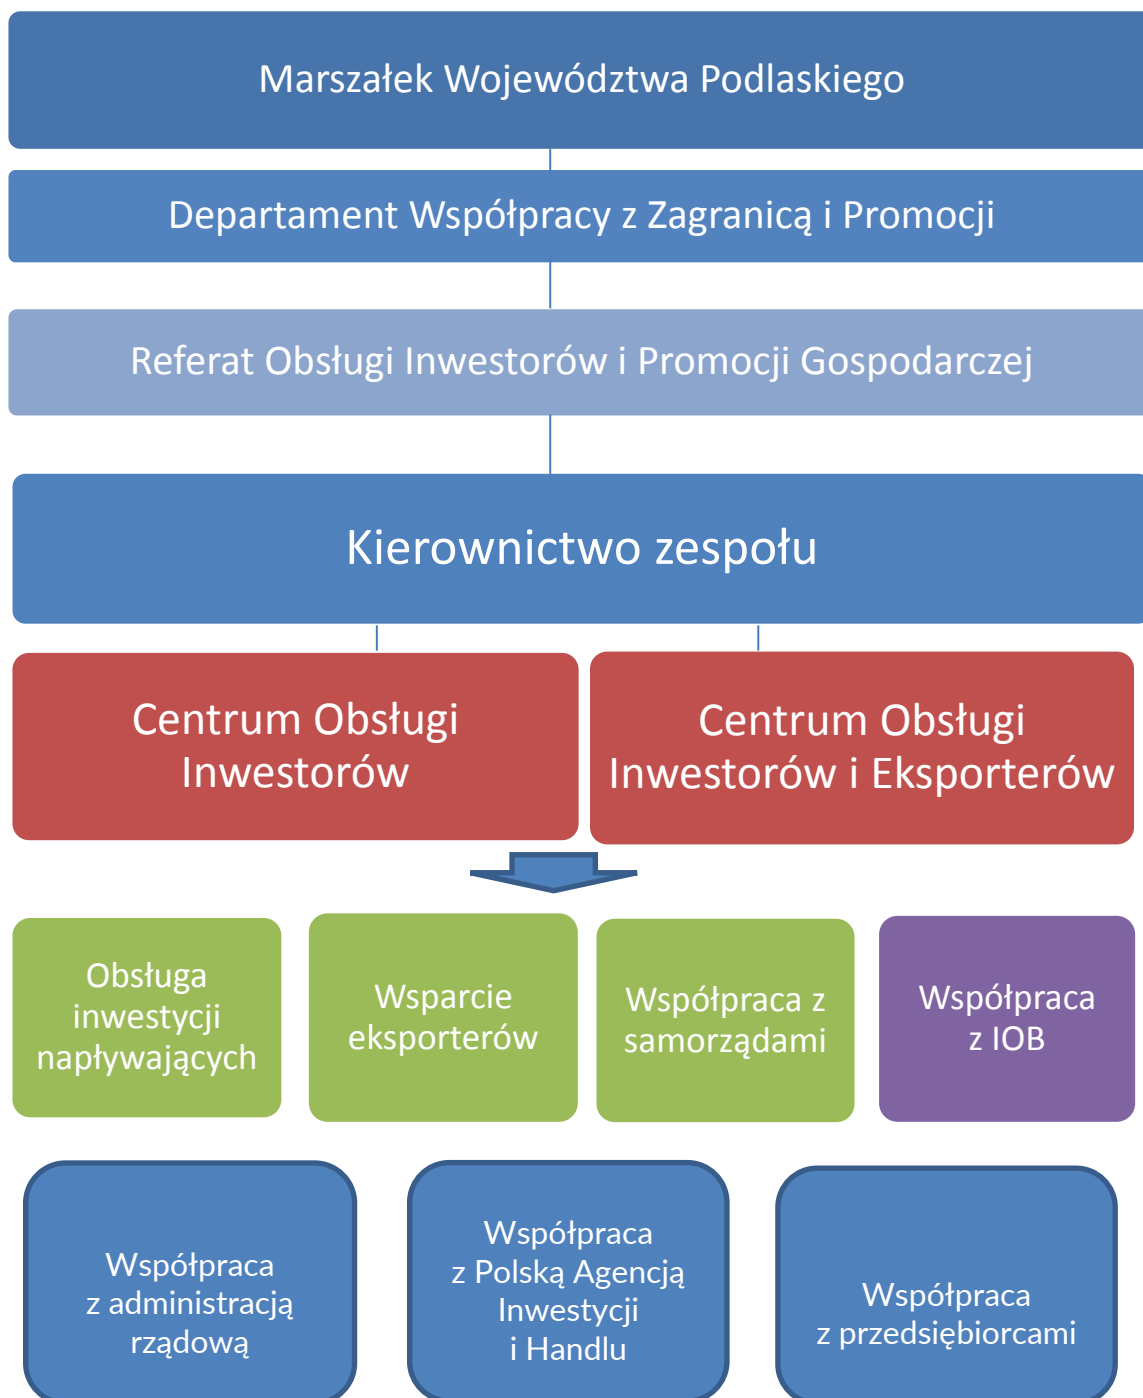 Marszałek Województwa Podlaskiego
Departament Współpracy z Zagranicą i Promocji
Referat Obsługi Inwestorów i Promocji Gospodarczej
Kierownictwo zespołu
Centrum Obsługi
Inwestorów
Centrum Obsługi
Inwestorów i Eksporterów
Obsługa
inwestycji
napływających
Wsparcie
eksporterów
Współpraca z
samorządami
Współpraca
z IOB
Współpraca
z administracją
rządową
Współpraca
z Polską Agencją
Inwestycji
i Handlu
Współpraca
z przedsiębiorcami